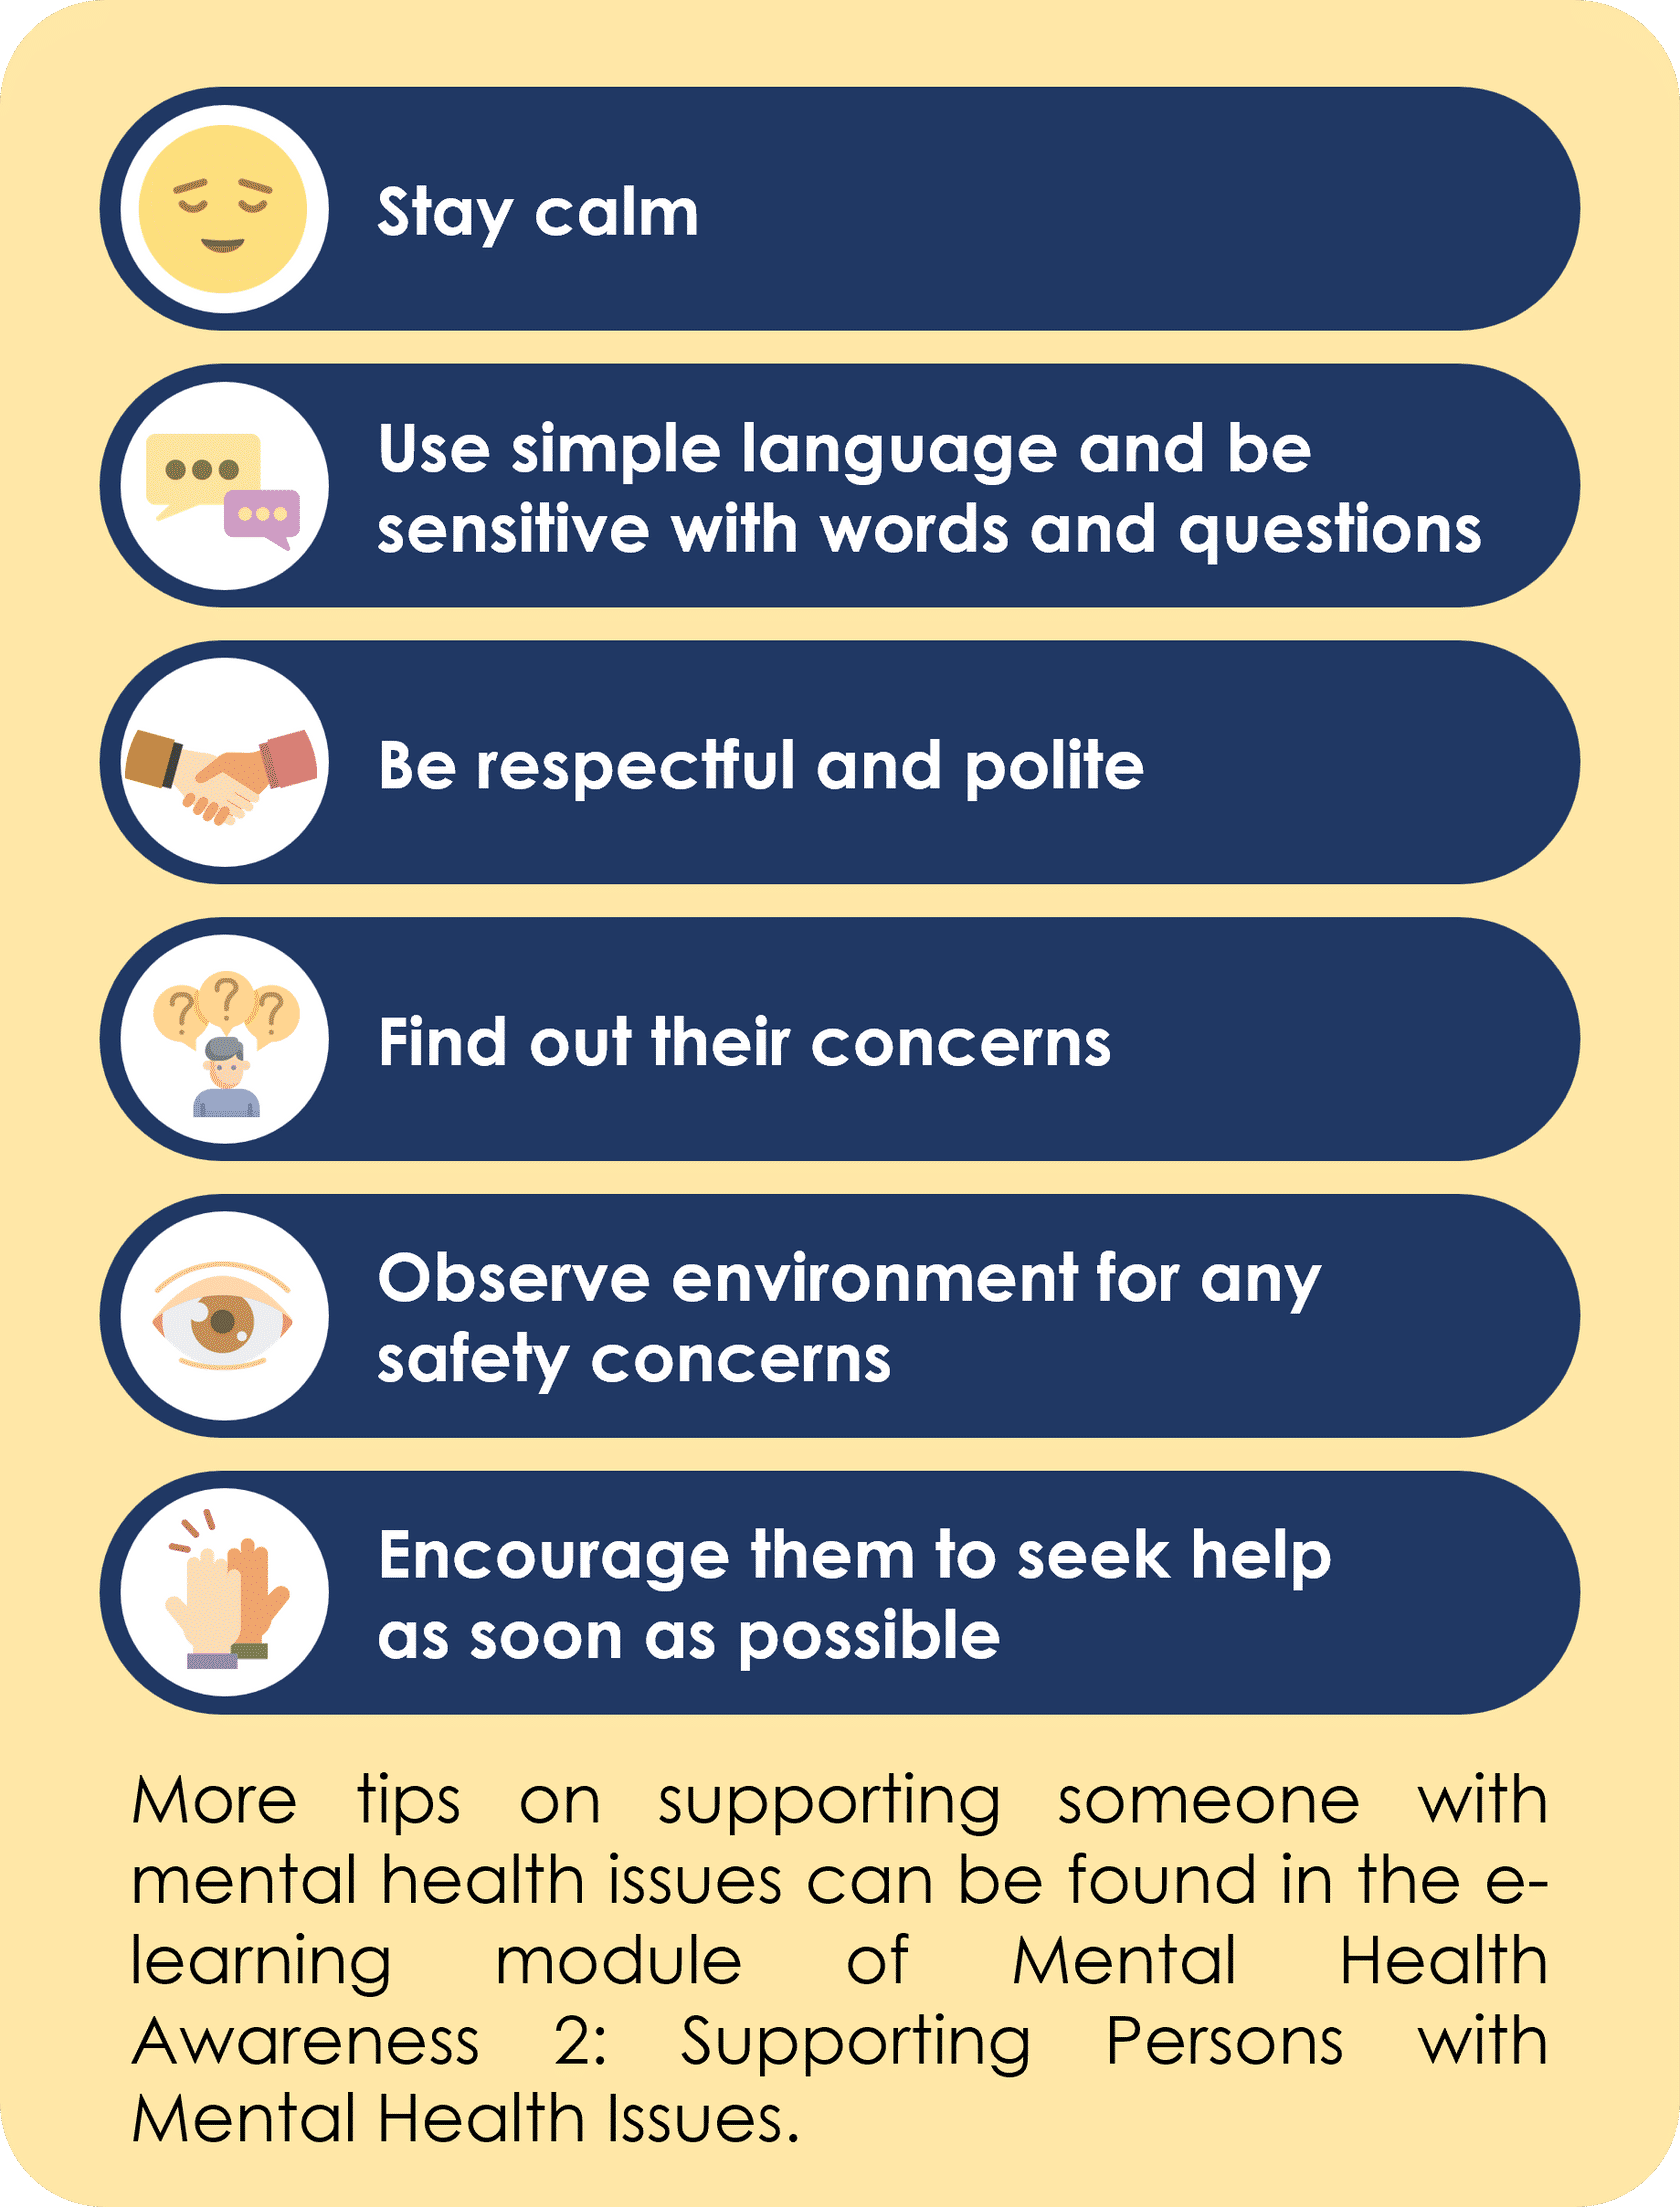 Stay calm
Use simple language and be
sensitive with words and questions
Be respectful and polite
Find out their concerns
Observe environment for any
safety concerns
Encourage them to seek help
as soon as possible
More tips on supporting someone with
mental health issues can be found in the e-
learning module of Mental Health
Awareness 2: Supporting Persons with
Mental Health Issues.